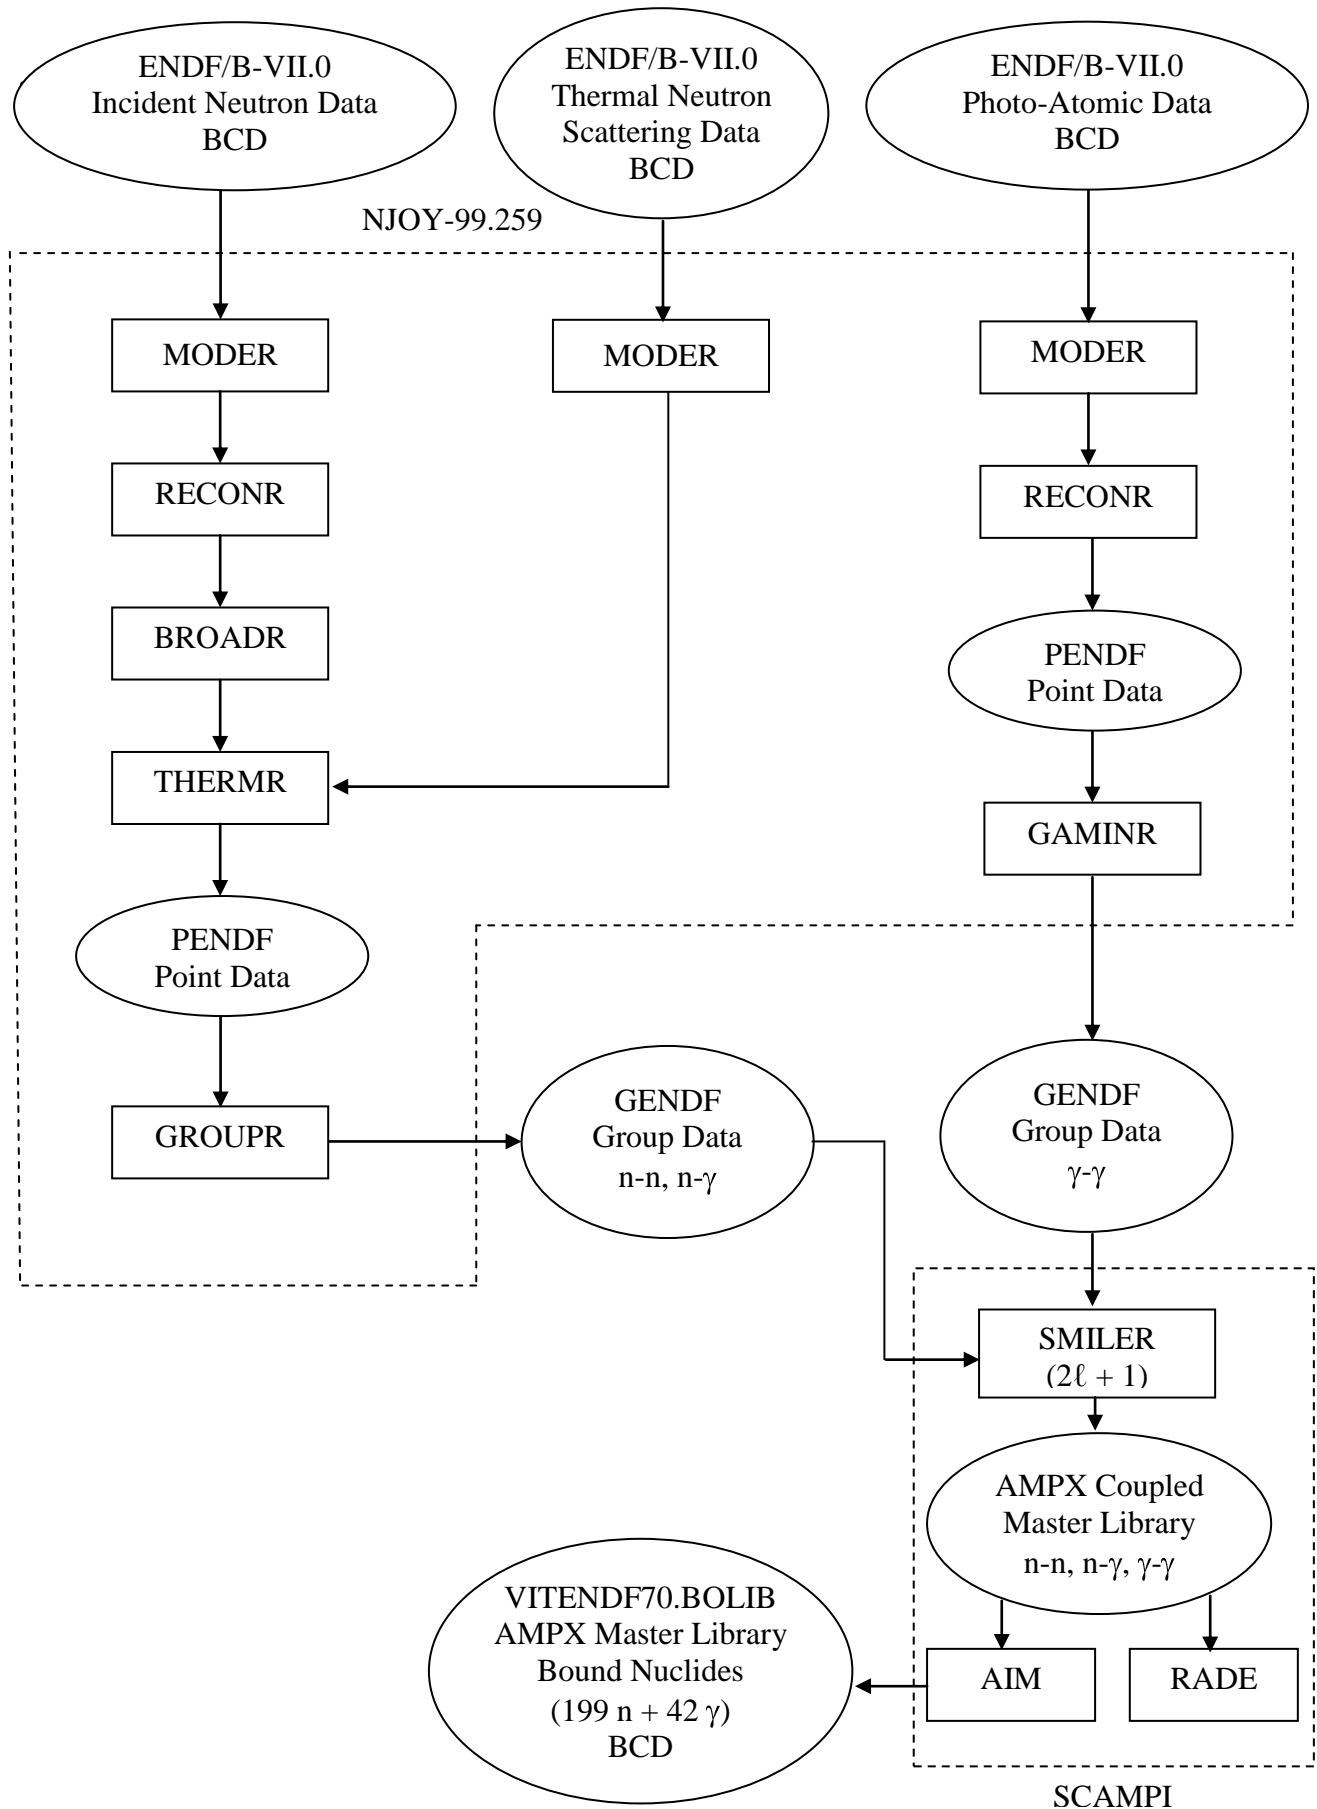 ENDF/B-VII.0
Incident Neutron Data
BCD
ENDF/B-VII.0
Thermal Neutron
Scattering Data
BCD
ENDF/B-VII.0
Photo-Atomic Data
BCD
NJOY-99.259
MODER
MODER
MODER
RECONR
RECONR
BROADR
PENDF
Point Data
THERMR
GAMINR
PENDF
Point Data
GROUPR
GENDF
Group Data
n-n, n-γ
GENDF
Group Data
γ-γ
SMILER
(2ℓ + 1)
AMPX Coupled
Master Library
n-n, n-γ, γ-γ
VITENDF70.BOLIB
AMPX Master Library
Bound Nuclides
(199 n + 42 γ)
BCD
AIM
RADE
SCAMPI